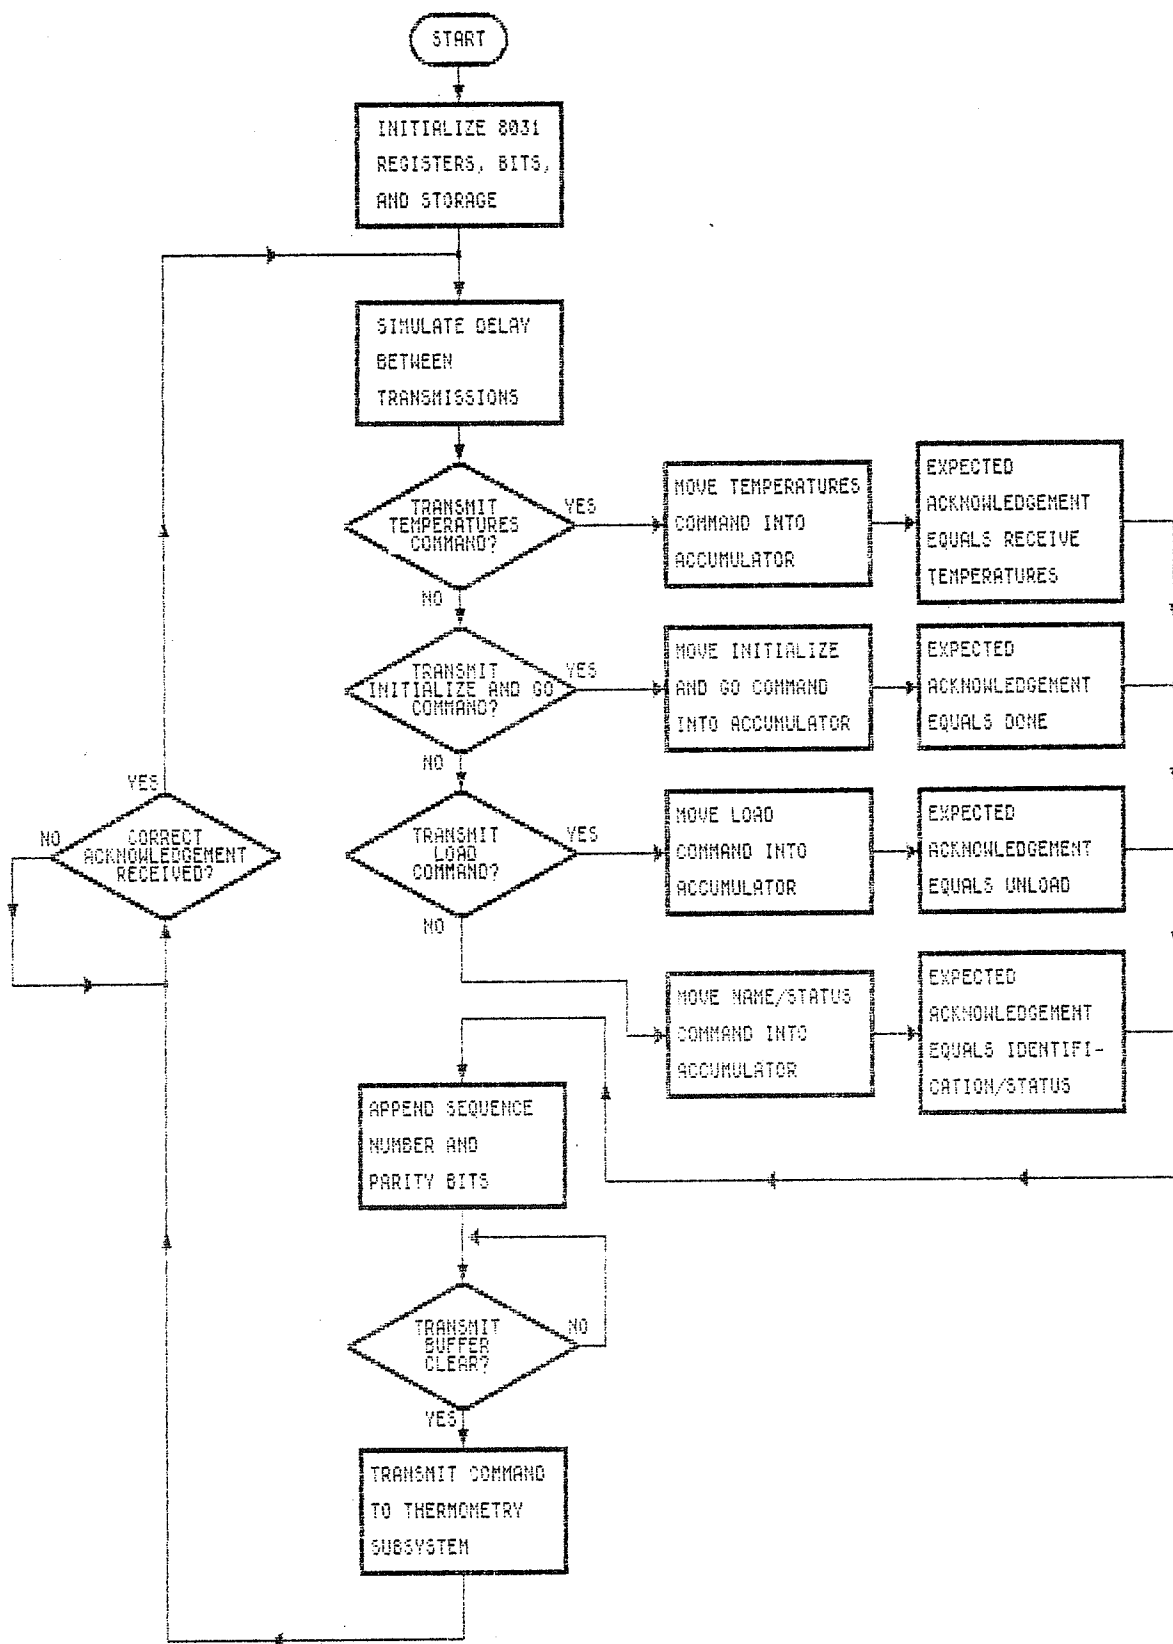 START
INITIALIZE 8031
REGISTERS, BITS,
AND STORAGE
SIMULATE DELAY
BETWEEN
TRANSMISSIONS
TRANSMIT
TEMPERATURES
COMMAND?
YES
NO
MOVE TEMPERATURES
COMMAND INTO
ACCUMULATOR
EXPECTED
ACKNOWLEDGEMENT
EQUALS RECEIVE
TEMPERATURES
TRANSMIT
INITIALIZE AND GO
COMMAND?
YES
NO
MOVE INITIALIZE
AND GO COMMAND
INTO ACCUMULATOR
EXPECTED
ACKNOWLEDGEMENT
EQUALS DONE
TRANSMIT
LOAD
COMMAND?
YES
NO
MOVE LOAD
COMMAND INTO
ACCUMULATOR
EXPECTED
ACKNOWLEDGEMENT
EQUALS UNLOAD
MOVE NAME/STATUS
COMMAND INTO
ACCUMULATOR
EXPECTED
ACKNOWLEDGEMENT
EQUALS IDENTIFI-
CATION/STATUS
APPEND SEQUENCE
NUMBER AND
PARITY BITS
TRANSMIT
BUFFER
CLEAR?
NO
YES
TRANSMIT COMMAND
TO THERMOMETRY
SUBSYSTEM
YES
NO
CORRECT
ACKNOWLEDGEMENT
RECEIVED?